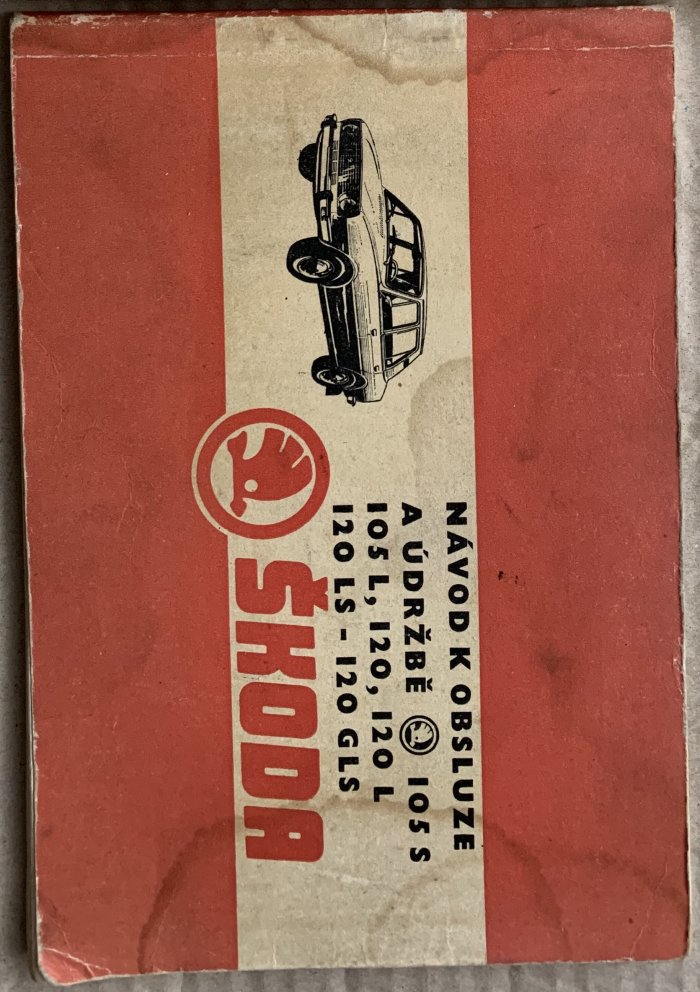 NÁVOD K OBSLUZE
A ÚDRŽBĚ 105 S
105 L, 120, 120 L
120 LS – 120 GLS
ŠKODA